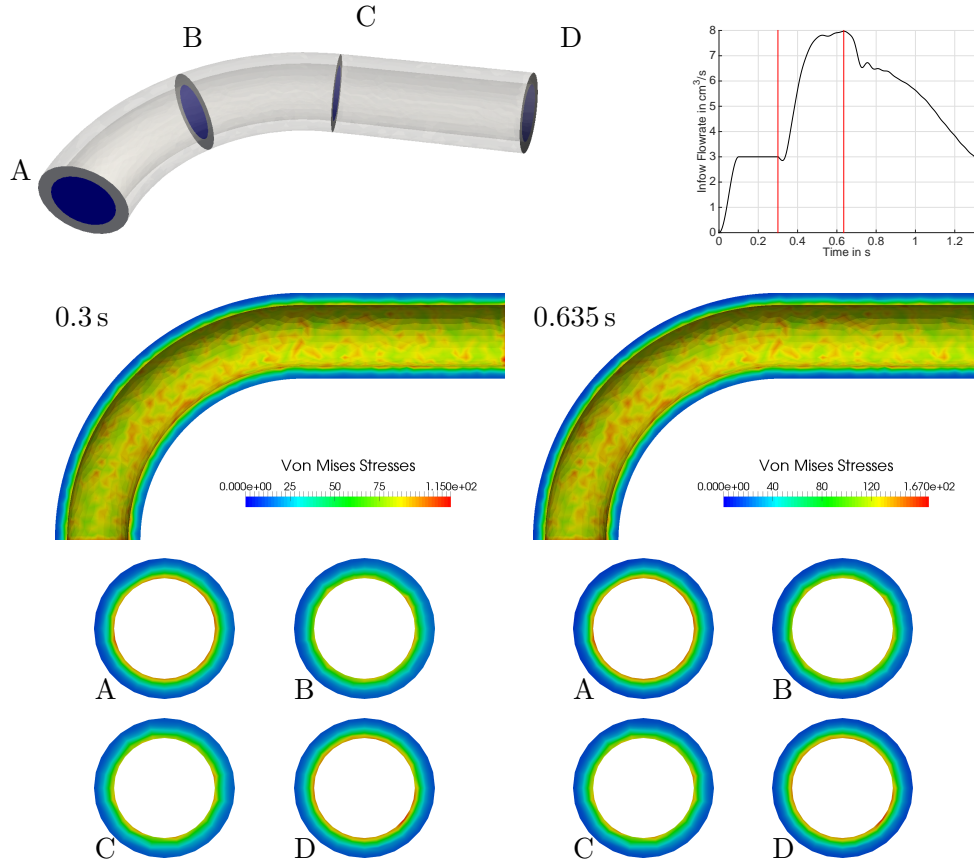 C
B
D
A
Infow Flowrate in cm³/s
8
7
6
5
4
3
2
1
0
0 0.2 0.4 0.6 0.8 1 1.2
Time in s
0.3 s
0.635 s
Von Mises Stresses
0.000e+00 25 50 75 1.150e+02
Von Mises Stresses
0.000e+00 40 80 120 1.670e+02
A
B
A
B
C
D
C
D